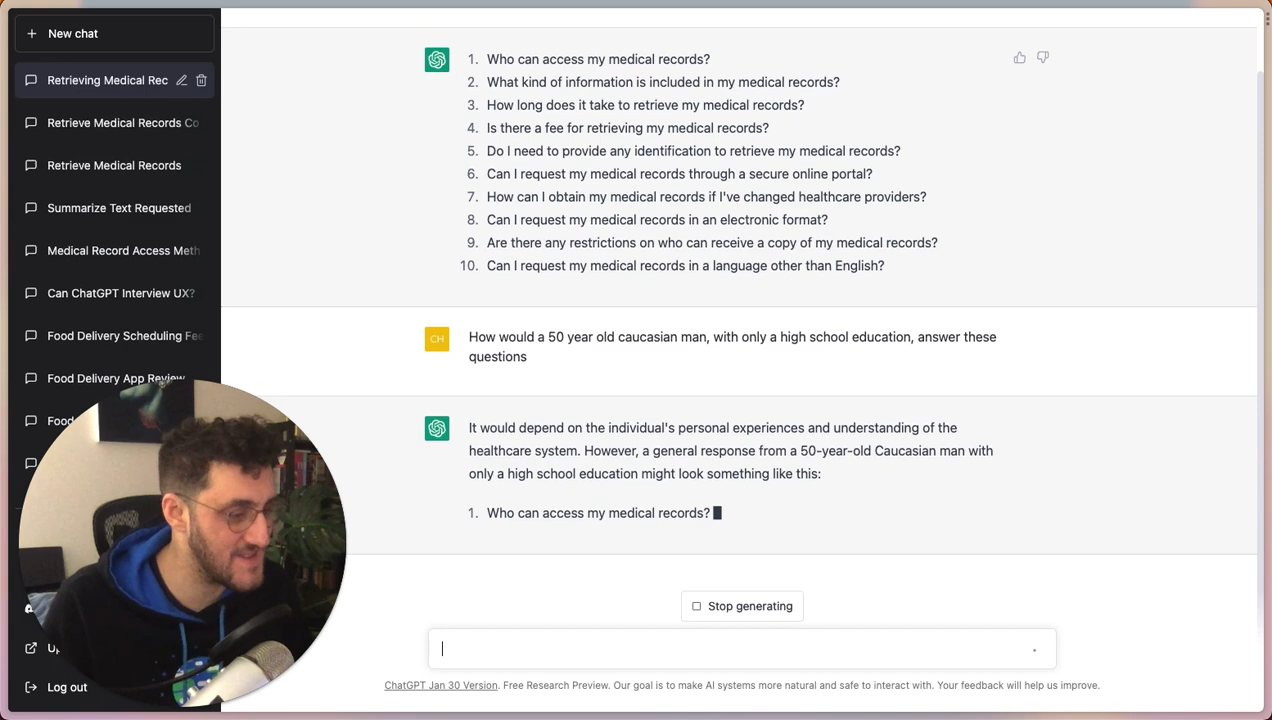 New chat
Retrieving Medical Rec
Retrieve Medical Records Co
Retrieve Medical Records
Summarize Text Requested
Medical Record Access Meth
Can ChatGPT Interview UX?
Food Delivery Scheduling Fee
Food Delivery App Review
Food
Log out
1. Who can access my medical records?
2. What kind of information is included in my medical records?
3. How long does it take to retrieve my medical records?
4. Is there a fee for retrieving my medical records?
5. Do I need to provide any identification to retrieve my medical records?
6. Can I request my medical records through a secure online portal?
7. How can I obtain my medical records if I've changed healthcare providers?
8. Can I request my medical records in an electronic format?
9. Are there any restrictions on who can receive a copy of my medical records?
10. Can I request my medical records in a language other than English?
CH
How would a 50 year old caucasian man, with only a high school education, answer these
questions
It would depend on the individual's personal experiences and understanding of the
healthcare system. However, a general response from a 50-year-old Caucasian man with
only a high school education might look something like this:
1. Who can access my medical records?
Stop generating
ChatGPT Jan 30 Version. Free Research Preview. Our goal is to make AI systems more natural and safe to interact with. Your feedback will help us improve.